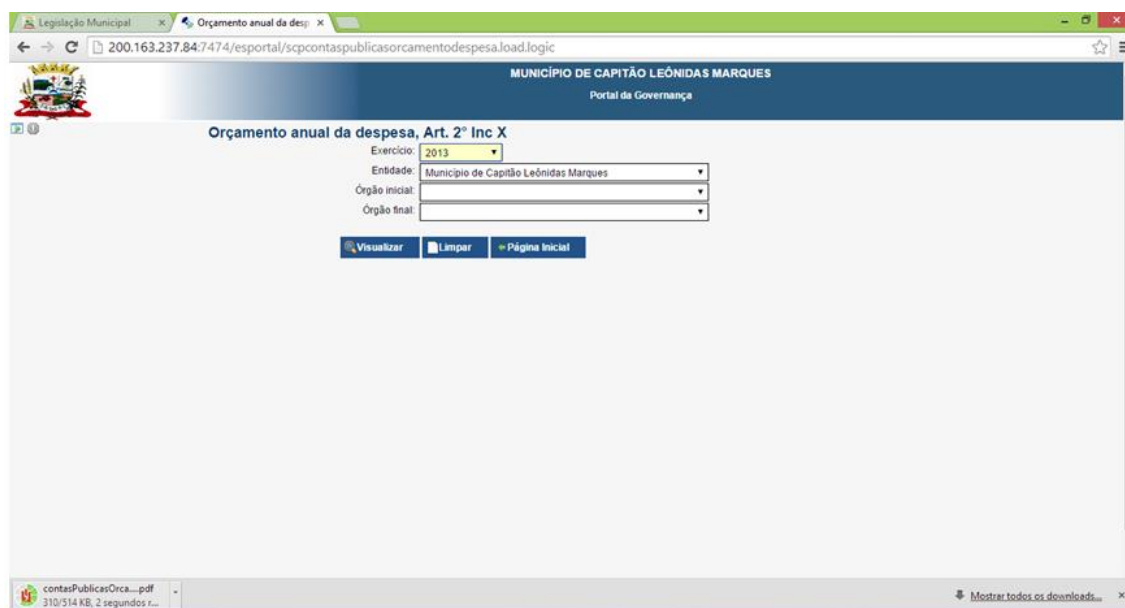 Legislação Municipal
Orçamento anual da desp
200.163.237.84:7474/esportal/scpcontaspublicasorcamentodespesa.load.logic
MUNICÍPIO DE CAPITÃO LEÔNIDAS MARQUES
Portal da Governança
Orçamento anual da despesa, Art. 2° Inc X
Exercício: 2013
Entidade: Município de Capitão Leônidas Marques
Órgão inicial:
Órgão final:
Visualizar Limpar Página Inicial
contasPublicasOrca....pdf
310/514 KB, 2 segundos r...
Mostrar todos os downloads...